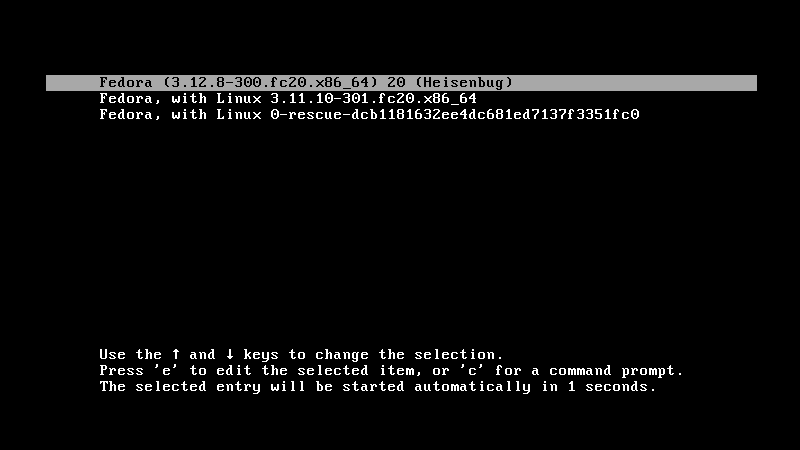 Fedora (3.12.8-300.fc20.x86_64) 20 (Heisenbug)
Fedora, with Linux 3.11.10-301.fc20.x86_64
Fedora, with Linux 0-rescue-dcb1181632ee4dc681ed7137f3351fc0
Use the ↑ and ↓ keys to change the selection.
Press 'e' to edit the selected item, or 'c' for a command prompt.
The selected entry will be started automatically in 1 seconds.